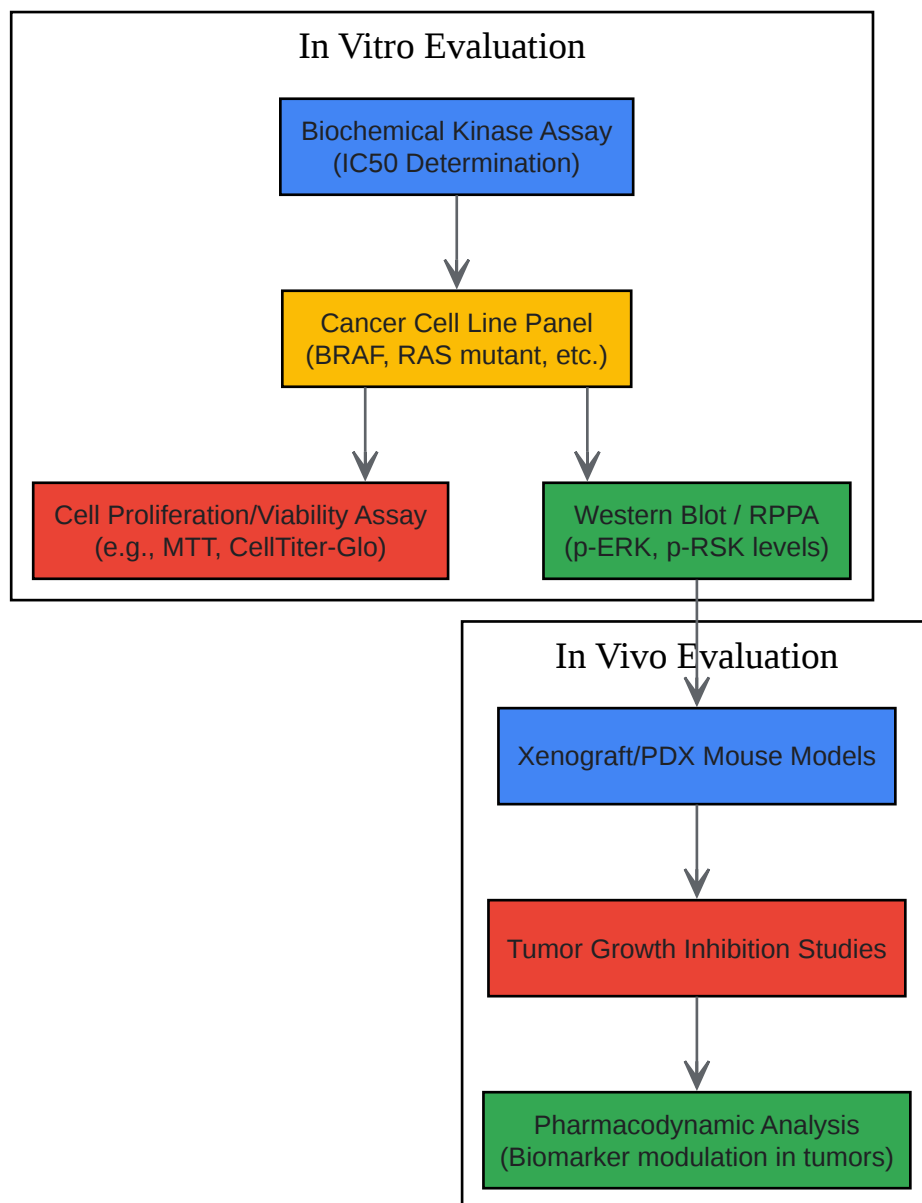 In Vitro Evaluation
Biochemical Kinase Assay
(IC50 Determination)
Cancer Cell Line Panel
(BRAF, RAS mutant, etc.)
Cell Proliferation/Viability Assay
(e.g., MTT, CellTiter-Glo)
Western Blot / RPPA
(p-ERK, p-RSK levels)
In Vivo Evaluation
Xenograft/PDX Mouse Models
Tumor Growth Inhibition Studies
Pharmacodynamic Analysis
(Biomarker modulation in tumors)